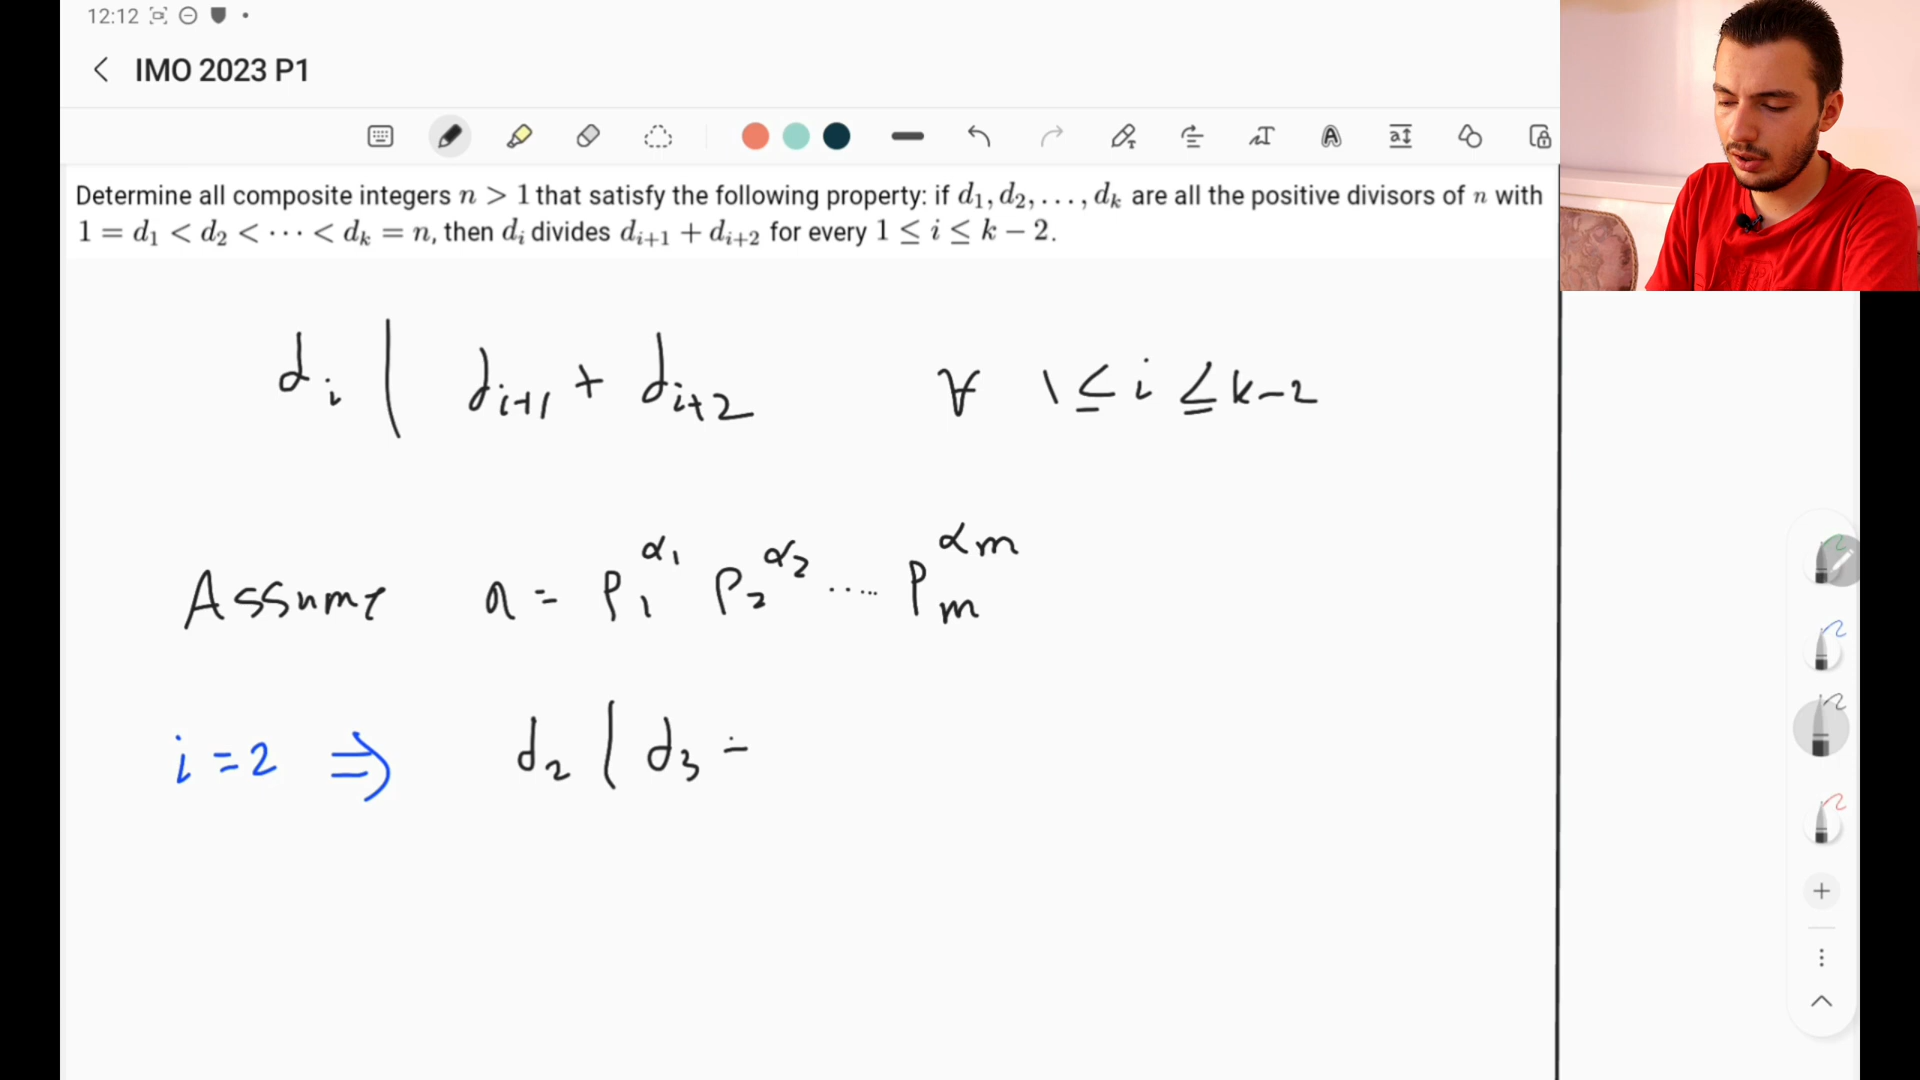 12:12
IMO 2023 P1
Determine all composite integers n > 1 that satisfy the following property: if d₁, d₂, . . . , dₖ are all the positive divisors of n with
1 = d₁ < d₂ < ⋯ < dₖ = n, then dᵢ divides dᵢ₊₁ + dᵢ₊₂ for every 1 ≤ i ≤ k − 2.
dᵢ | dᵢ₊₁ + dᵢ₊₂ ∀ 1 ≤ i ≤ k−2
Assume n = P₁^α₁ P₂^α₂ ..... Pₘ^αₘ
i = 2 ⇒ d₂ | d₃ -